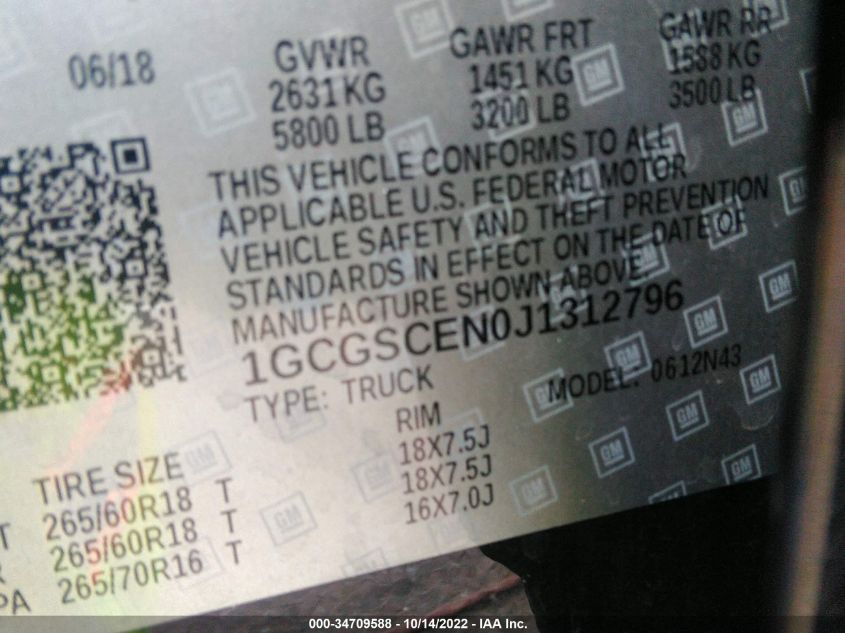 06/18 GVWR GAWR FRT GAWR RR
2631 KG 1451 KG 1588 KG
5800 LB 3200 LB 3500 LB
THIS VEHICLE CONFORMS TO ALL
APPLICABLE U.S. FEDERAL MOTOR
VEHICLE SAFETY AND THEFT PREVENTION
STANDARDS IN EFFECT ON THE DATE OF
MANUFACTURE SHOWN ABOVE.
1GCGSCEN0J1312796
TYPE: TRUCK MODEL: 0612N43
TIRE SIZE RIM
T 265/60R18 T 18X7.5J
R 265/60R18 T 18X7.5J
PA 265/70R16 T 16X7.0J
GM
000-34709588 - 10/14/2022 - IAA Inc.